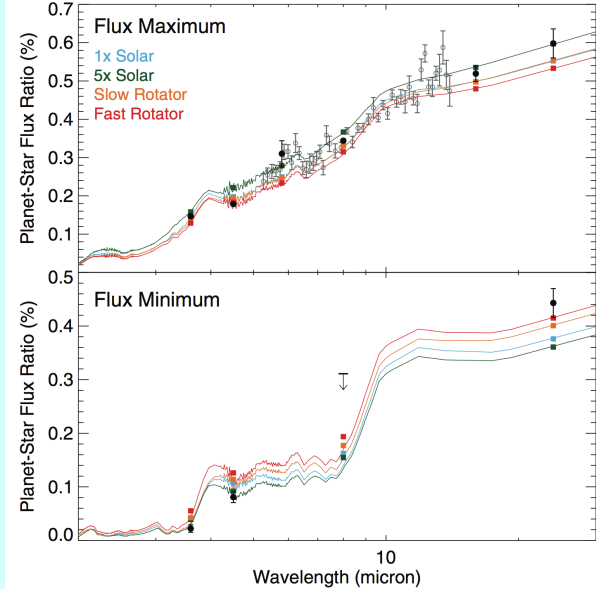 Flux Maximum
1x Solar
5x Solar
Slow Rotator
Fast Rotator
Planet-Star Flux Ratio (%)
0.7
0.6
0.5
0.4
0.3
0.2
0.1
Flux Minimum
Planet-Star Flux Ratio (%)
0.5
0.4
0.3
0.2
0.1
0.0
10
Wavelength (micron)